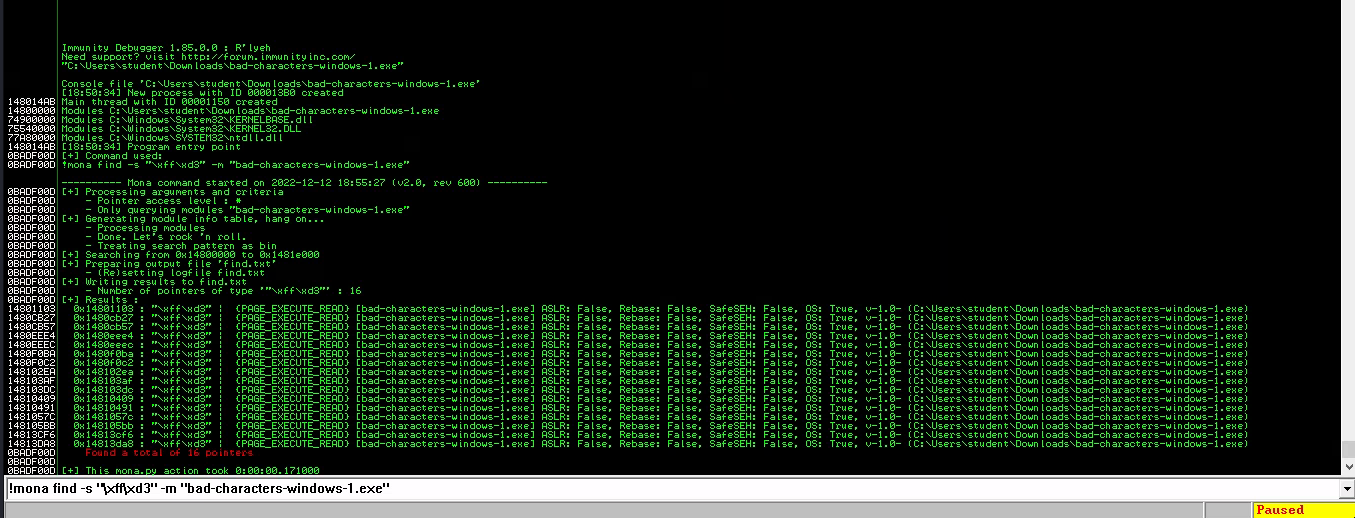 Immunity Debugger 1.85.0.0 : R'lyeh
Need support? visit http://forum.immunityinc.com/
"C:\Users\student\Downloads\bad-characters-windows-1.exe"
Console file 'C:\Users\student\Downloads\bad-characters-windows-1.exe'
[18:50:34] New process with ID 000013B0 created
148014AB Main thread with ID 00001150 created
14800000 Modules C:\Users\student\Downloads\bad-characters-windows-1.exe
74900000 Modules C:\Windows\System32\KERNELBASE.dll
75540000 Modules C:\Windows\System32\KERNEL32.DLL
77A80000 Modules C:\Windows\SYSTEM32\ntdll.dll
148014AB [18:50:34] Program entry point
0BADF00D [+] Command used:
0BADF00D !mona find -s "\xff\xd3" -m "bad-characters-windows-1.exe"
---------- Mona command started on 2022-12-12 18:55:27 (v2.0, rev 600) ----------
0BADF00D [+] Processing arguments and criteria
0BADF00D - Pointer access level : *
0BADF00D - Only querying modules "bad-characters-windows-1.exe"
0BADF00D [+] Generating module info table, hang on...
0BADF00D - Processing modules
0BADF00D - Done. Let's rock 'n roll.
0BADF00D - Treating search pattern as bin
0BADF00D [+] Searching from 0x14800000 to 0x1481e000
0BADF00D [+] Preparing output file 'find.txt'
0BADF00D - (Re)setting logfile find.txt
0BADF00D [+] Writing results to find.txt
0BADF00D - Number of pointers of type '"\xff\xd3"' : 16
0BADF00D [+] Results :
14801103 0x14801103 : "\xff\xd3" | {PAGE_EXECUTE_READ} [bad-characters-windows-1.exe] ASLR: False, Rebase: False, SafeSEH: False, OS: True, v-1.0- (C:\Users\student\Downloads\bad-characters-windows-1.exe)
1480CB27 0x1480cb27 : "\xff\xd3" | {PAGE_EXECUTE_READ} [bad-characters-windows-1.exe] ASLR: False, Rebase: False, SafeSEH: False, OS: True, v-1.0- (C:\Users\student\Downloads\bad-characters-windows-1.exe)
1480CB57 0x1480cb57 : "\xff\xd3" | {PAGE_EXECUTE_READ} [bad-characters-windows-1.exe] ASLR: False, Rebase: False, SafeSEH: False, OS: True, v-1.0- (C:\Users\student\Downloads\bad-characters-windows-1.exe)
1480EEE4 0x1480eee4 : "\xff\xd3" | {PAGE_EXECUTE_READ} [bad-characters-windows-1.exe] ASLR: False, Rebase: False, SafeSEH: False, OS: True, v-1.0- (C:\Users\student\Downloads\bad-characters-windows-1.exe)
1480EEEC 0x1480eeec : "\xff\xd3" | {PAGE_EXECUTE_READ} [bad-characters-windows-1.exe] ASLR: False, Rebase: False, SafeSEH: False, OS: True, v-1.0- (C:\Users\student\Downloads\bad-characters-windows-1.exe)
1480F0BA 0x1480f0ba : "\xff\xd3" | {PAGE_EXECUTE_READ} [bad-characters-windows-1.exe] ASLR: False, Rebase: False, SafeSEH: False, OS: True, v-1.0- (C:\Users\student\Downloads\bad-characters-windows-1.exe)
1480F0C2 0x1480f0c2 : "\xff\xd3" | {PAGE_EXECUTE_READ} [bad-characters-windows-1.exe] ASLR: False, Rebase: False, SafeSEH: False, OS: True, v-1.0- (C:\Users\student\Downloads\bad-characters-windows-1.exe)
148102EA 0x148102ea : "\xff\xd3" | {PAGE_EXECUTE_READ} [bad-characters-windows-1.exe] ASLR: False, Rebase: False, SafeSEH: False, OS: True, v-1.0- (C:\Users\student\Downloads\bad-characters-windows-1.exe)
148103AF 0x148103af : "\xff\xd3" | {PAGE_EXECUTE_READ} [bad-characters-windows-1.exe] ASLR: False, Rebase: False, SafeSEH: False, OS: True, v-1.0- (C:\Users\student\Downloads\bad-characters-windows-1.exe)
148103DC 0x148103dc : "\xff\xd3" | {PAGE_EXECUTE_READ} [bad-characters-windows-1.exe] ASLR: False, Rebase: False, SafeSEH: False, OS: True, v-1.0- (C:\Users\student\Downloads\bad-characters-windows-1.exe)
14810409 0x14810409 : "\xff\xd3" | {PAGE_EXECUTE_READ} [bad-characters-windows-1.exe] ASLR: False, Rebase: False, SafeSEH: False, OS: True, v-1.0- (C:\Users\student\Downloads\bad-characters-windows-1.exe)
14810491 0x14810491 : "\xff\xd3" | {PAGE_EXECUTE_READ} [bad-characters-windows-1.exe] ASLR: False, Rebase: False, SafeSEH: False, OS: True, v-1.0- (C:\Users\student\Downloads\bad-characters-windows-1.exe)
1481057C 0x1481057c : "\xff\xd3" | {PAGE_EXECUTE_READ} [bad-characters-windows-1.exe] ASLR: False, Rebase: False, SafeSEH: False, OS: True, v-1.0- (C:\Users\student\Downloads\bad-characters-windows-1.exe)
148105BB 0x148105bb : "\xff\xd3" | {PAGE_EXECUTE_READ} [bad-characters-windows-1.exe] ASLR: False, Rebase: False, SafeSEH: False, OS: True, v-1.0- (C:\Users\student\Downloads\bad-characters-windows-1.exe)
14813CF6 0x14813cf6 : "\xff\xd3" | {PAGE_EXECUTE_READ} [bad-characters-windows-1.exe] ASLR: False, Rebase: False, SafeSEH: False, OS: True, v-1.0- (C:\Users\student\Downloads\bad-characters-windows-1.exe)
14813DA8 0x14813da8 : "\xff\xd3" | {PAGE_EXECUTE_READ} [bad-characters-windows-1.exe] ASLR: False, Rebase: False, SafeSEH: False, OS: True, v-1.0- (C:\Users\student\Downloads\bad-characters-windows-1.exe)
0BADF00D Found a total of 16 pointers
0BADF00D
0BADF00D [+] This mona.py action took 0:00:00.171000
!mona find -s "\xff\xd3" -m "bad-characters-windows-1.exe"
Paused